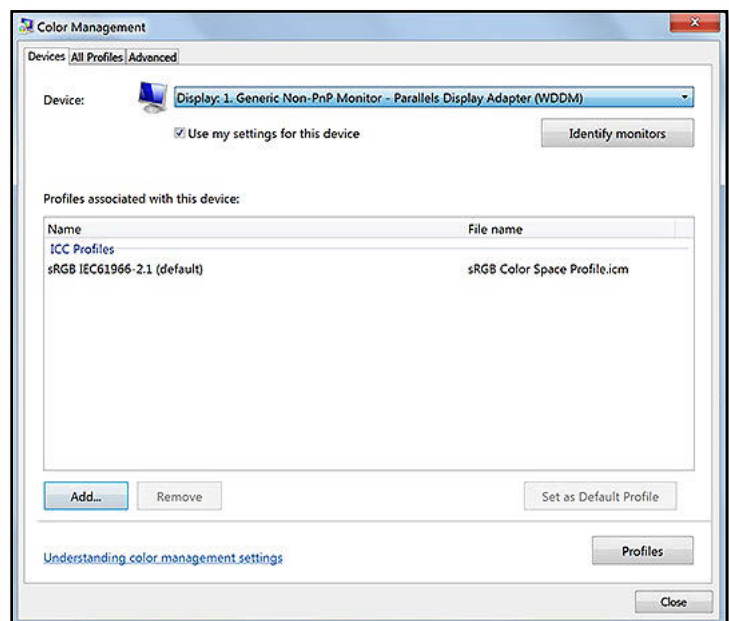 Color Management
Devices All Profiles Advanced
Device: Display: 1. Generic Non-PnP Monitor - Parallels Display Adapter (WDDM)
Use my settings for this device Identify monitors
Profiles associated with this device:
Name File name
ICC Profiles
sRGB IEC61966-2.1 (default) sRGB Color Space Profile.icm
Add... Remove Set as Default Profile
Understanding color management settings Profiles
Close